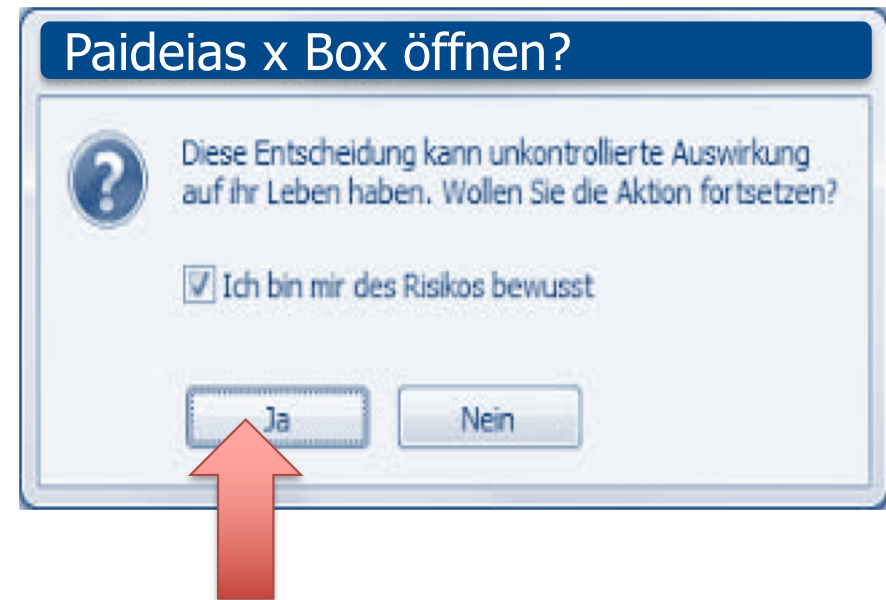 Paideias x Box öffnen?
Diese Entscheidung kann unkontrollierte Auswirkung
auf ihr Leben haben. Wollen Sie die Aktion fortsetzen?
Ich bin mir des Risikos bewusst
Ja
Nein